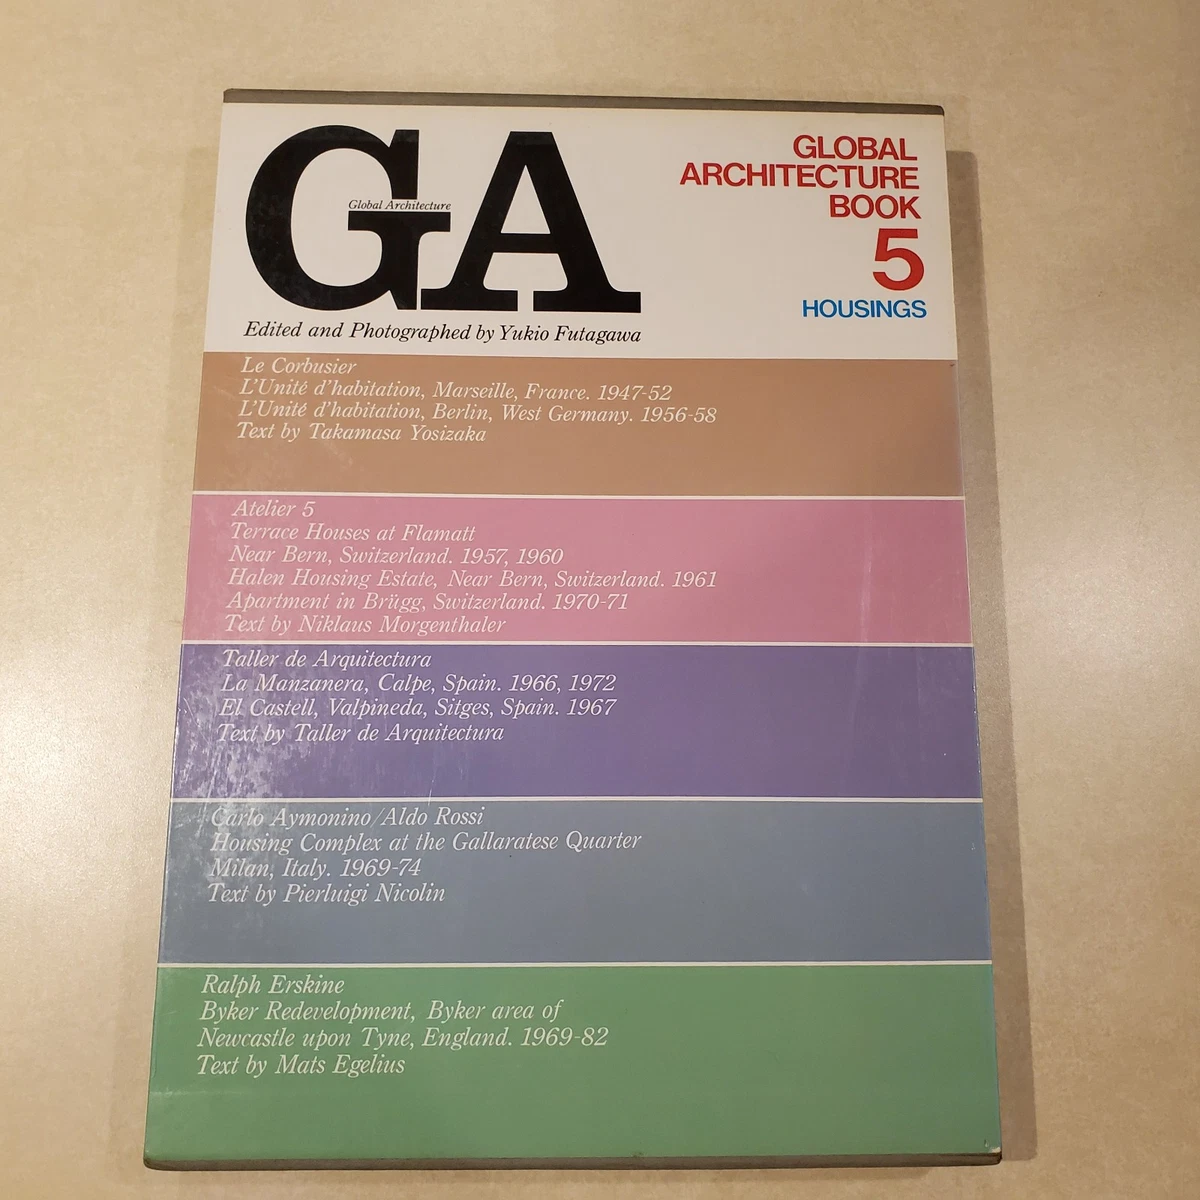 GA
Global Architecture
GLOBAL
ARCHITECTURE
BOOK
5
HOUSINGS
Edited and Photographed by Yukio Futagawa
Le Corbusier
L'Unité d'habitation, Marseille, France. 1947-52
L'Unité d'habitation, Berlin, West Germany. 1956-58
Text by Takamasa Yosizaka
Atelier 5
Terrace Houses at Flamatt
Near Bern, Switzerland. 1957, 1960
Halen Housing Estate, Near Bern, Switzerland. 1961
Apartment in Brügg, Switzerland. 1970-71
Text by Niklaus Morgenthaler
Taller de Arquitectura
La Manzanera, Calpe, Spain. 1966, 1972
El Castell, Valpineda, Sitges, Spain. 1967
Text by Taller de Arquitectura
Carlo Aymonino/Aldo Rossi
Housing Complex at the Gallaratese Quarter
Milan, Italy. 1969-74
Text by Pierluigi Nicolin
Ralph Erskine
Byker Redevelopment, Byker area of
Newcastle upon Tyne, England. 1969-82
Text by Mats Egelius